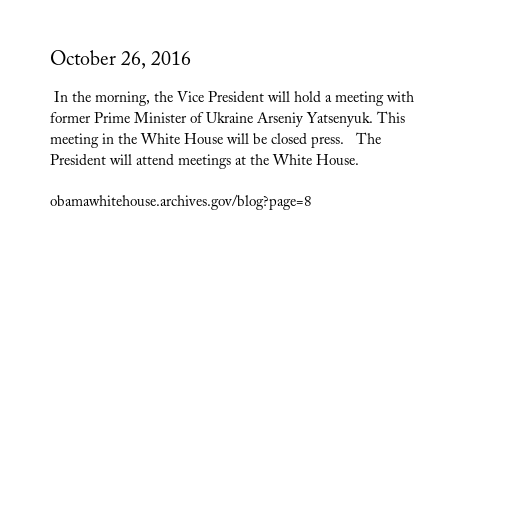 October 26, 2016
In the morning, the Vice President will hold a meeting with
former Prime Minister of Ukraine Arseniy Yatsenyuk. This
meeting in the White House will be closed press.   The
President will attend meetings at the White House.
obamawhitehouse.archives.gov/blog?page=8